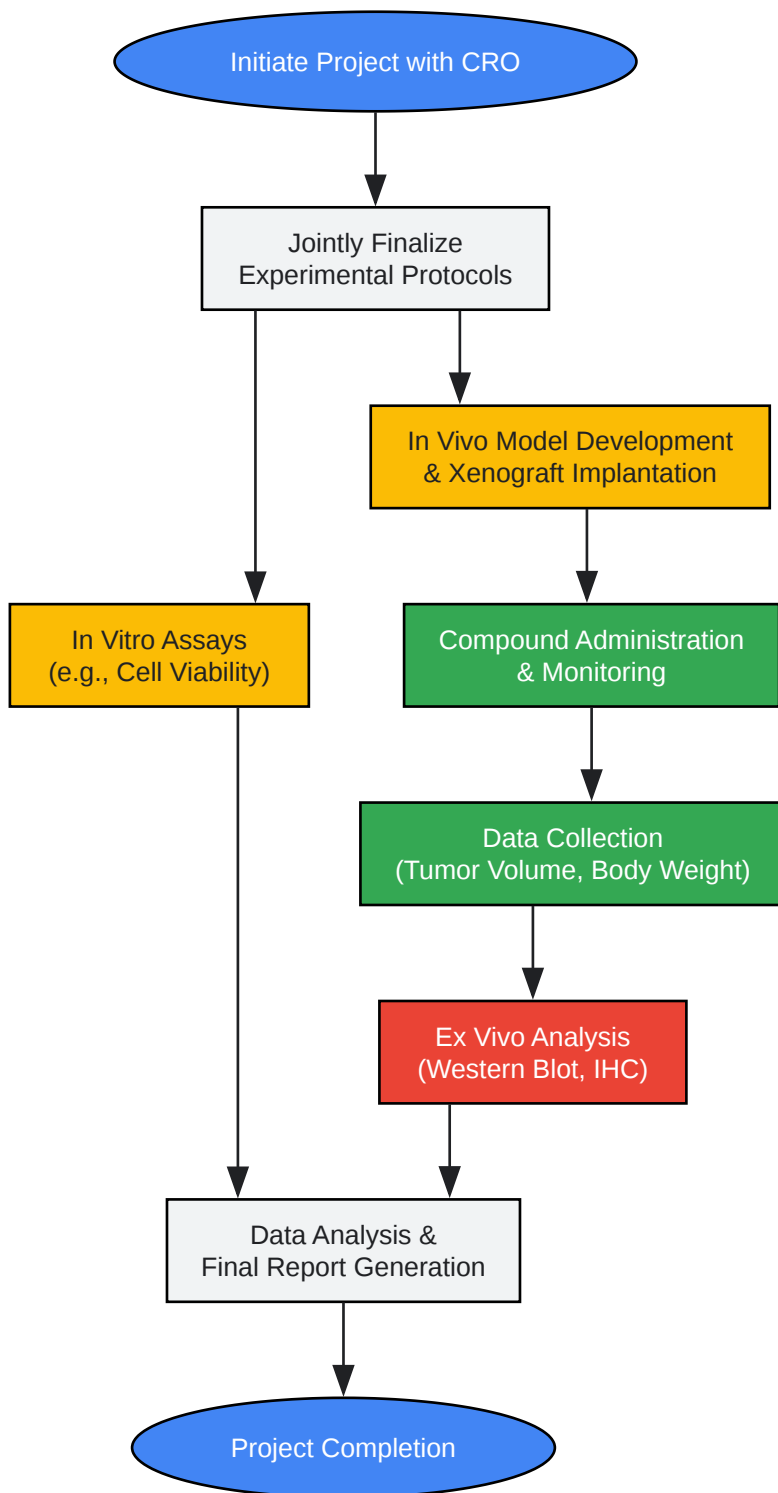 Initiate Project with CRO
Jointly Finalize
Experimental Protocols
In Vivo Model Development
& Xenograft Implantation
In Vitro Assays
(e.g., Cell Viability)
Compound Administration
& Monitoring
Data Collection
(Tumor Volume, Body Weight)
Ex Vivo Analysis
(Western Blot, IHC)
Data Analysis &
Final Report Generation
Project Completion